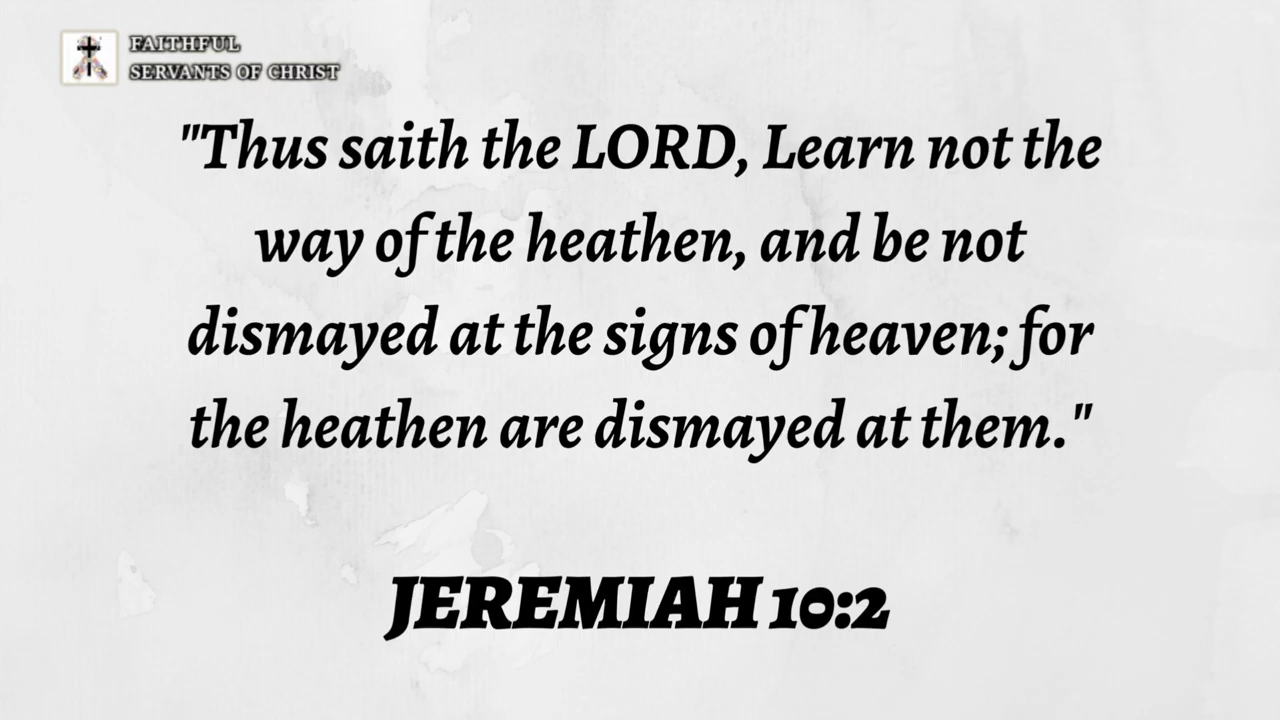 FAITHFUL
SERVANTS OF CHRIST
"Thus saith the LORD, Learn not the
way of the heathen, and be not
dismayed at the signs of heaven; for
the heathen are dismayed at them."
JEREMIAH 10:2